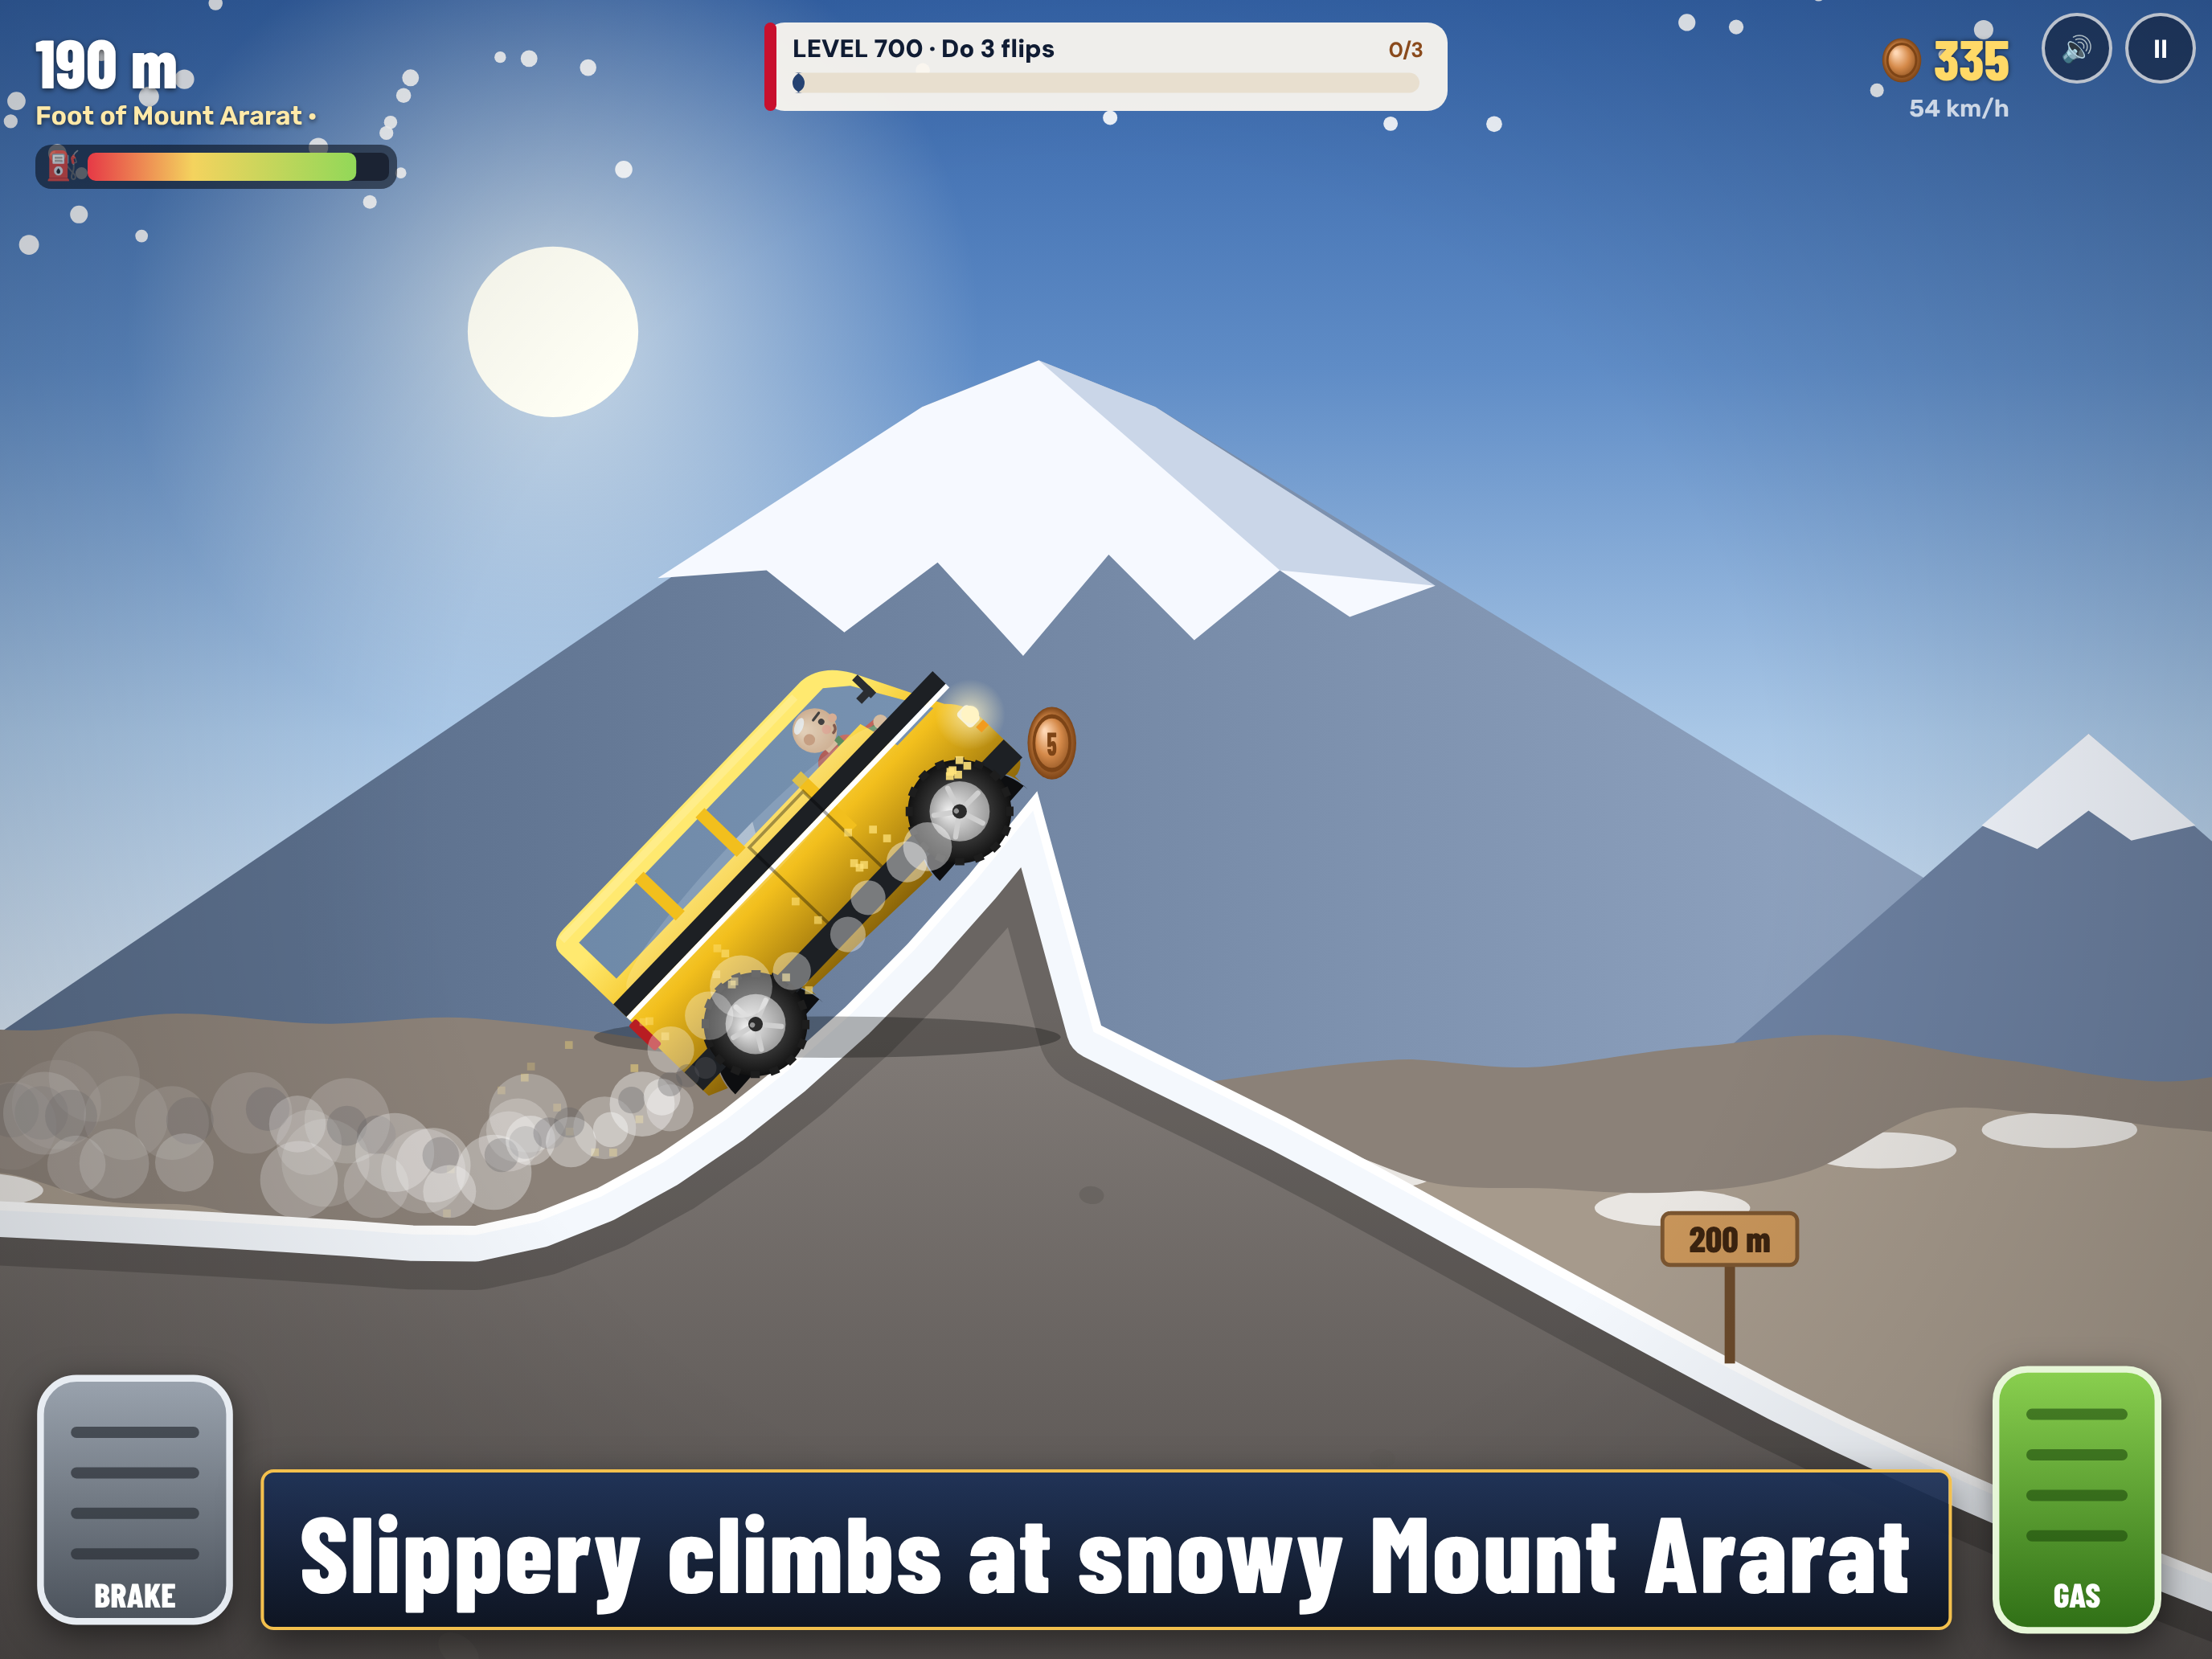 190 m
Foot of Mount Ararat •
LEVEL 700 · Do 3 flips
0/3
335
54 km/h
5
200 m
BRAKE
Slippery climbs at snowy Mount Ararat
GAS